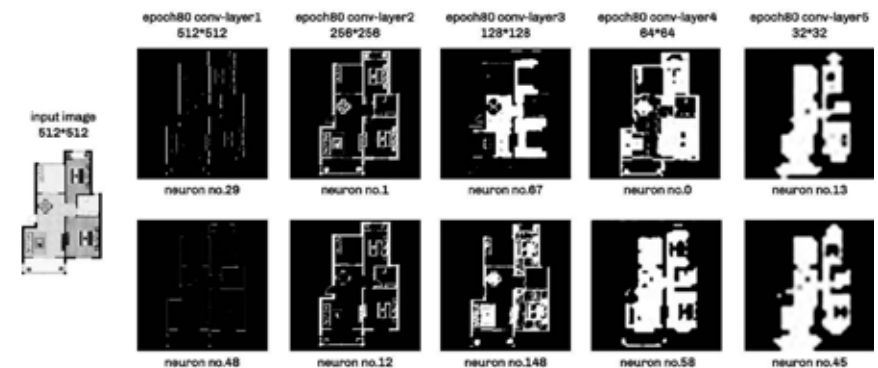 epoch80 conv-layer1
512*512
epoch80 conv-layer2
256*256
epoch80 conv-layer3
128*128
epoch80 conv-layer4
64*64
epoch80 conv-layer5
32*32
input image
512*512
neuron no.29
neuron no.1
neuron no.67
neuron no.0
neuron no.13
neuron no.48
neuron no.12
neuron no.148
neuron no.58
neuron no.45